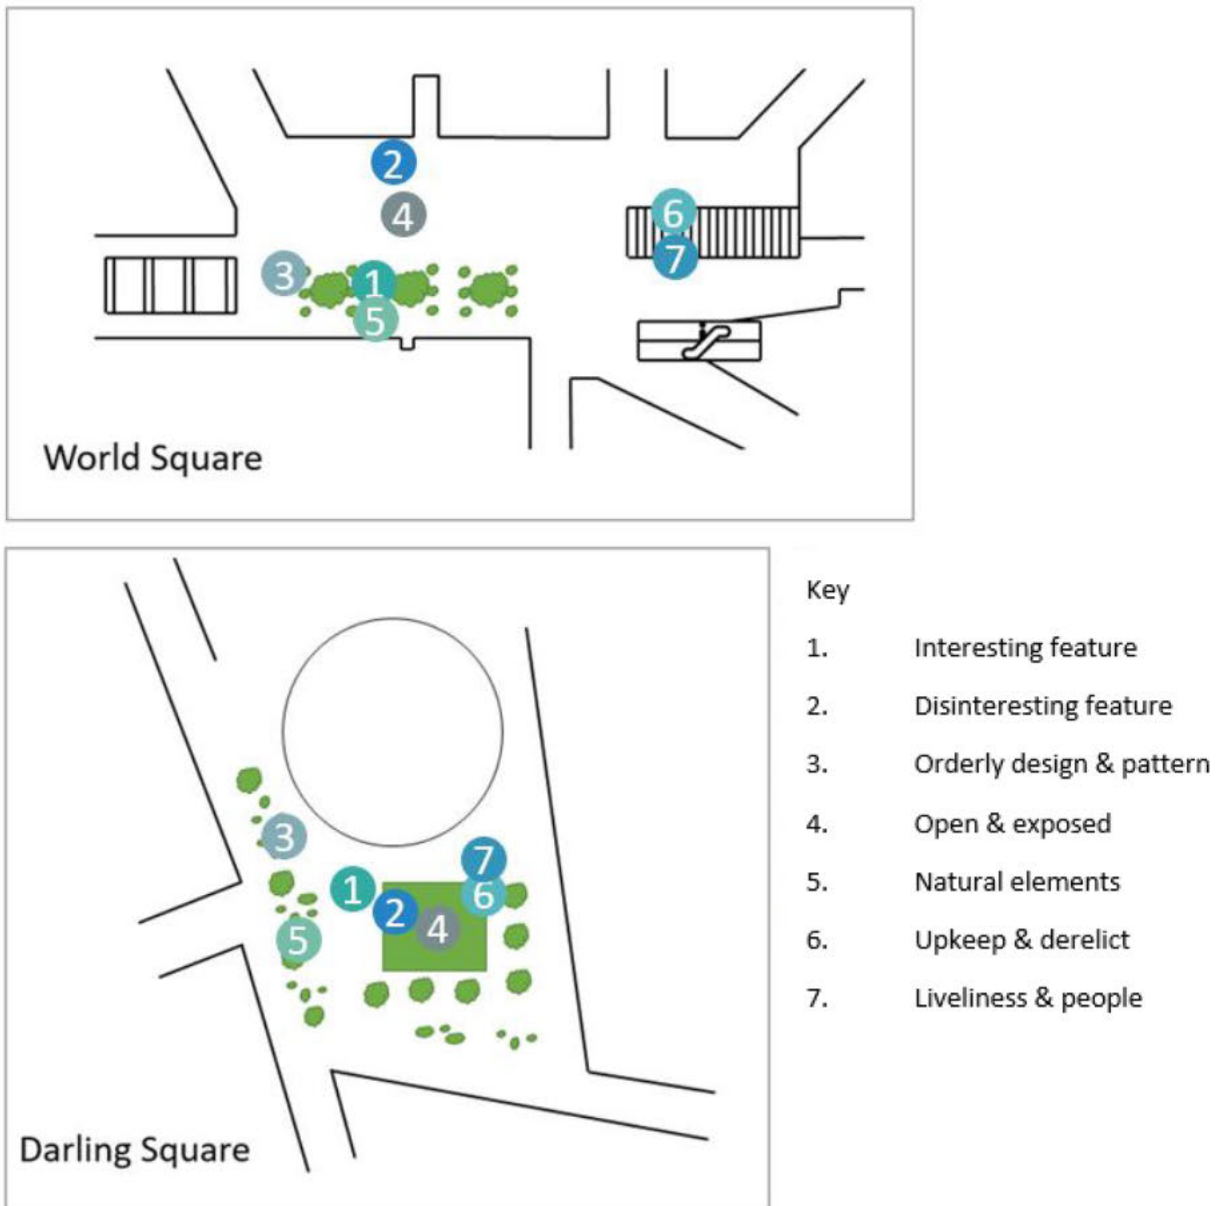 2
4
6
7
3
1
5
World Square
3
7
1
6
2
4
5
Darling Square
Key
1. Interesting feature
2. Disinteresting feature
3. Orderly design & pattern
4. Open & exposed
5. Natural elements
6. Upkeep & derelict
7. Liveliness & people